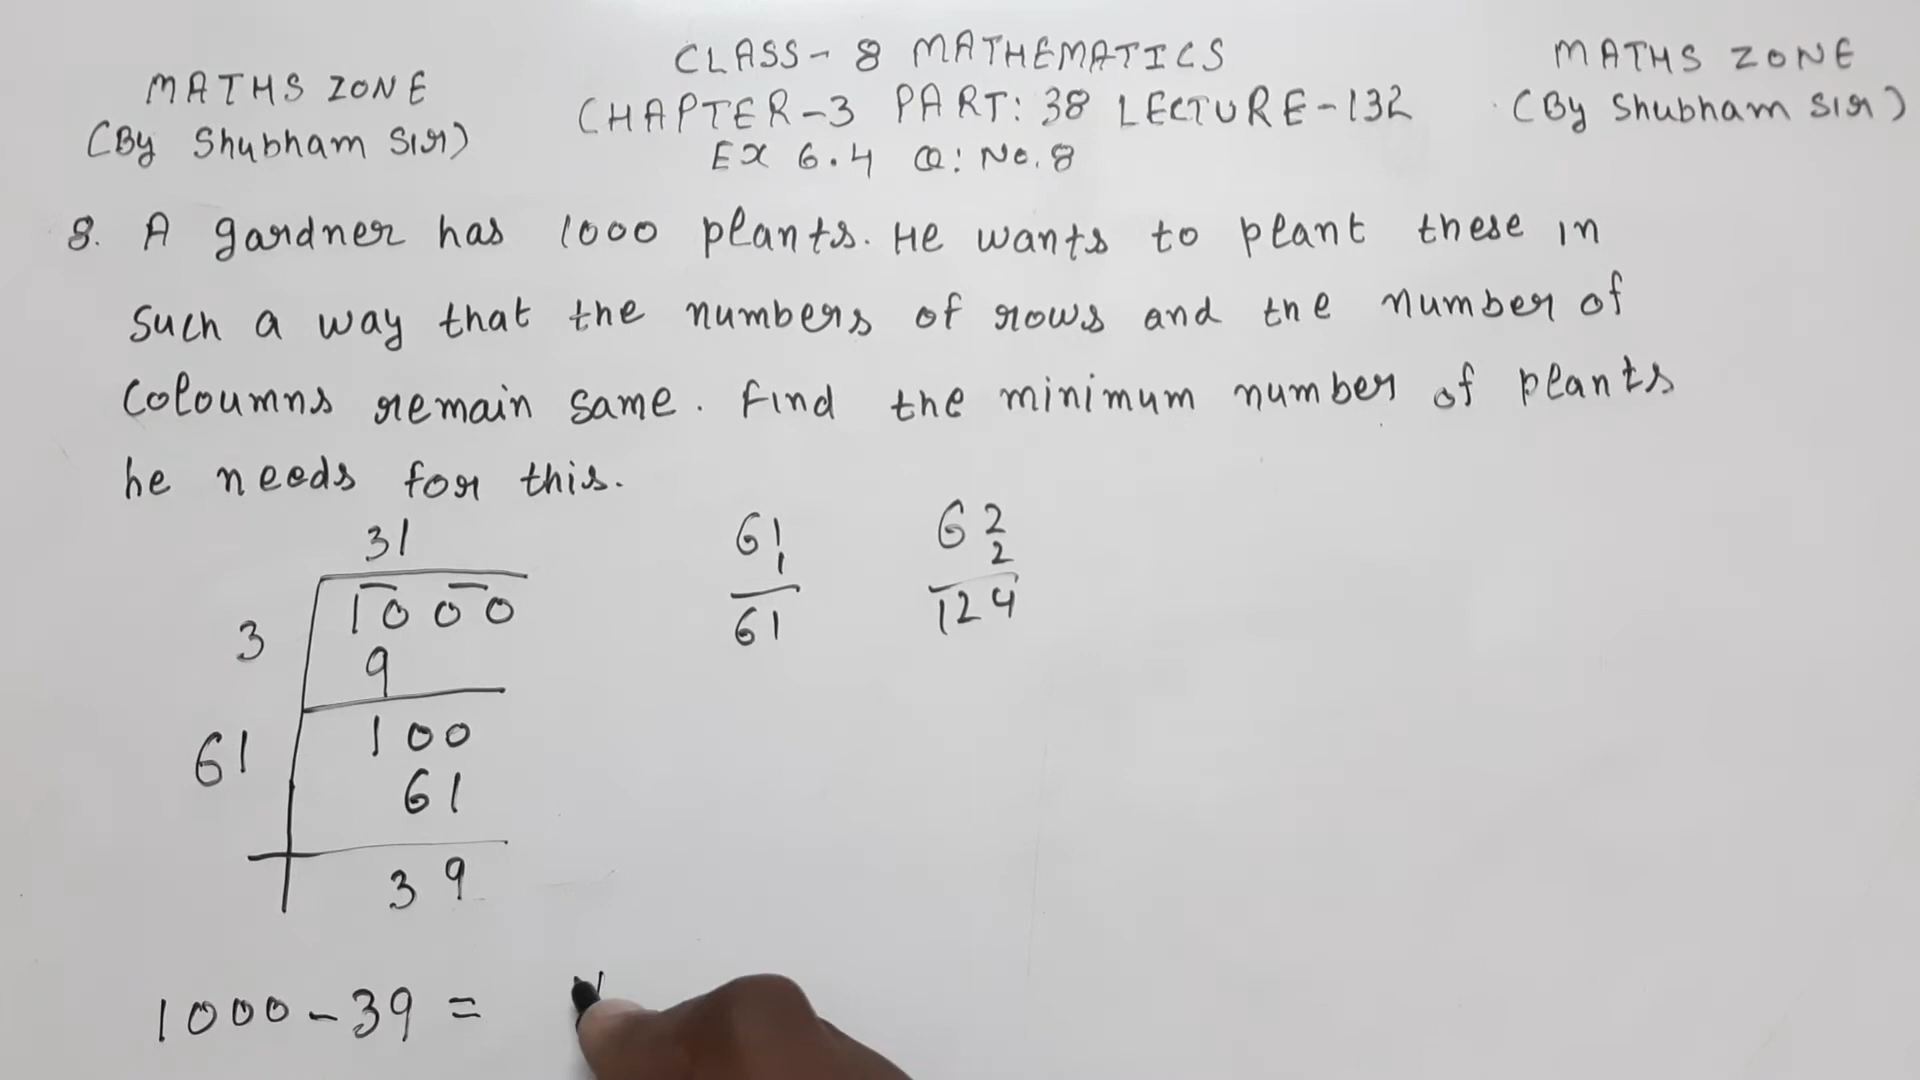 MATHS ZONE
(By Shubham Sir)
CLASS- 8 MATHEMATICS
CHAPTER-3 PART: 38 LECTURE-132
EX 6.4 Q: No. 8
MATHS ZONE
(By Shubham Sir)
8. A gardner has 1000 plants. He wants to plant these in
such a way that the numbers of rows and the number of
Coloumns remain same. Find the minimum number of plants
he needs for this.
31
3 1000
9
61 100
61
39
61
1
61
62
2
124
1000-39=